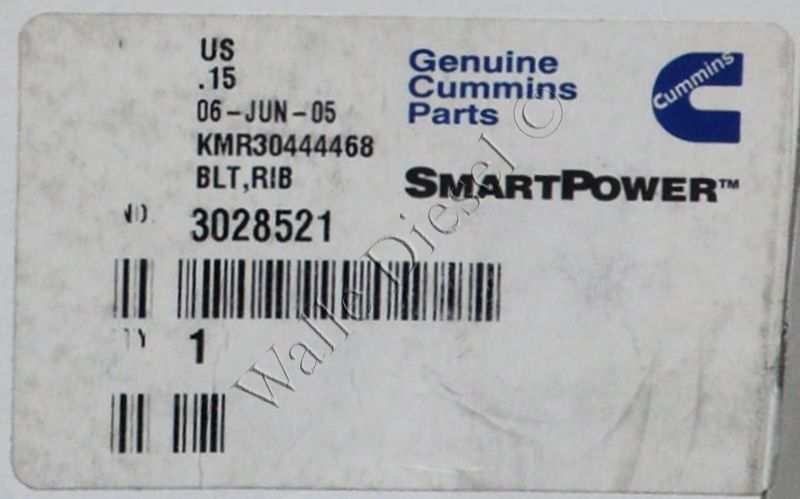 US
.15
06-JUN-05
KMR30444468
BLT,RIB
3028521
1
Genuine
Cummins
Parts
Cummins
SMARTPOWER™
Walle Diesel ©